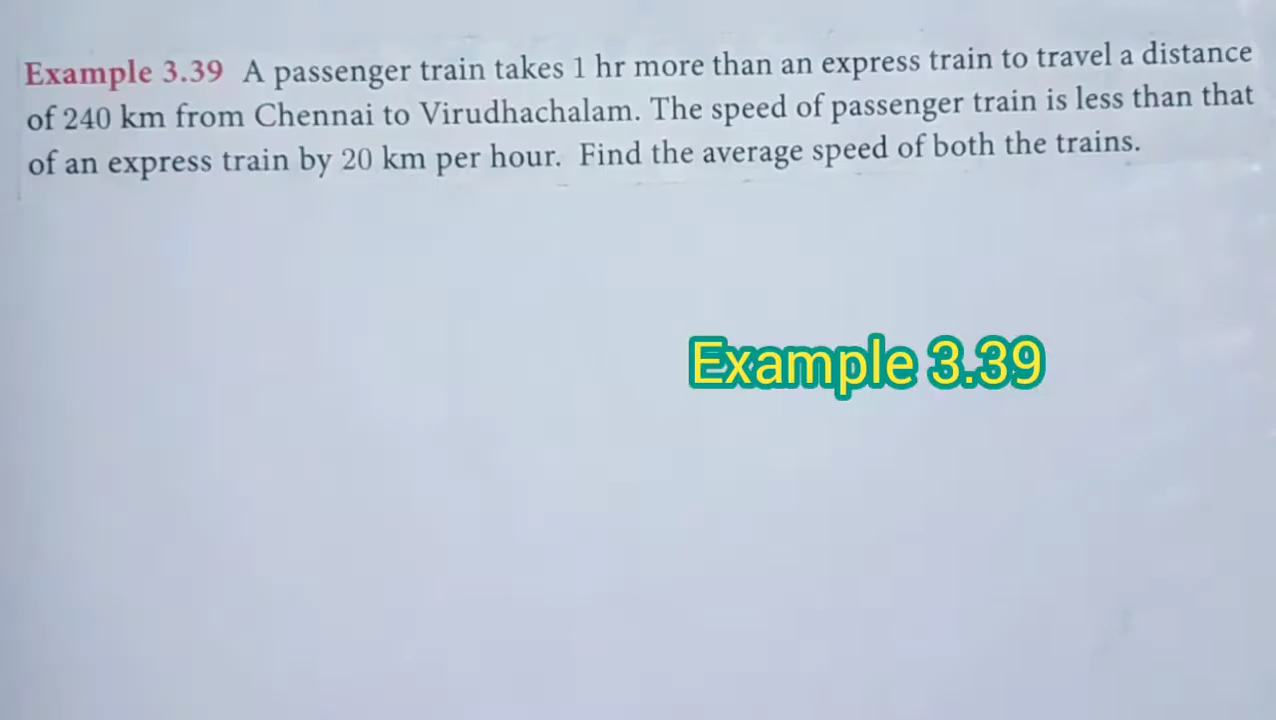 Example 3.39 A passenger train takes 1 hr more than an express train to travel a distance
of 240 km from Chennai to Virudhachalam. The speed of passenger train is less than that
of an express train by 20 km per hour. Find the average speed of both the trains.
Example 3.39